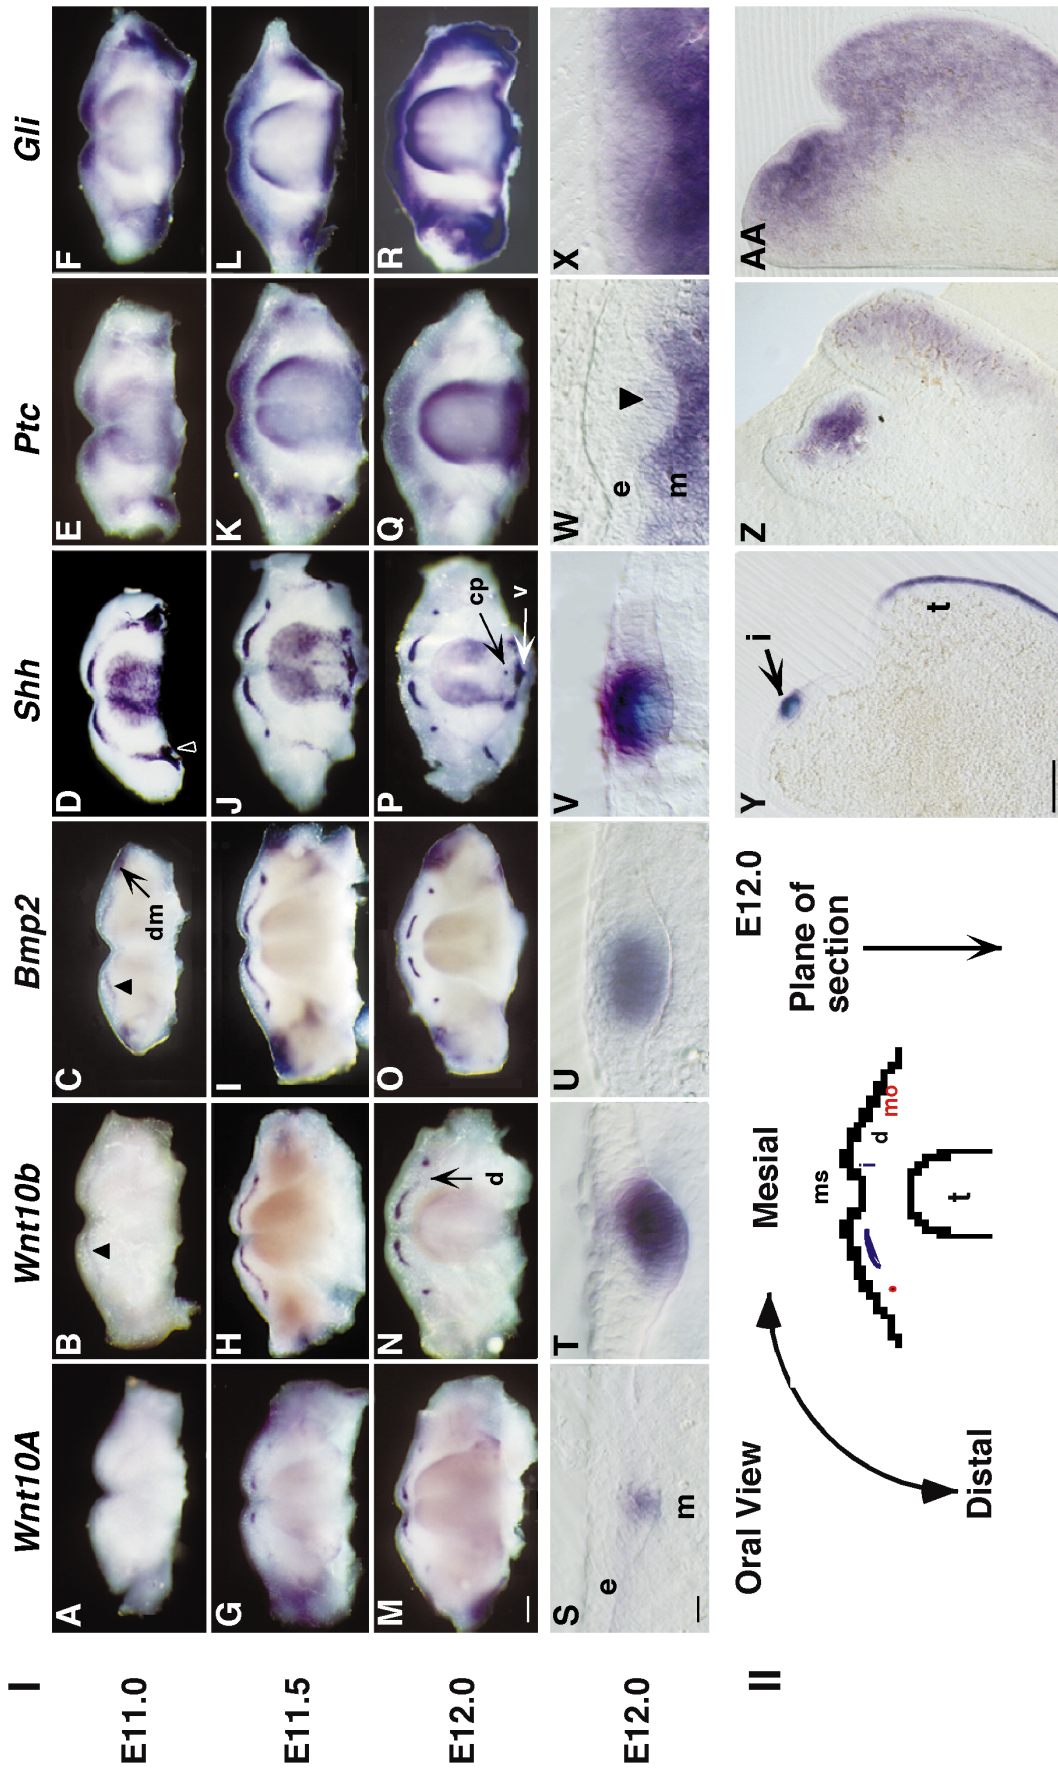 I
Wnt10A Wnt10b Bmp2 Shh Ptc Gli
E11.0
A B C D E F
dm
E11.5
G H I J K L
E12.0
M N O P Q R
d
cp
v
E12.0
S T U V W X
e
m
e
m
II
Oral View
Mesial
Distal
ms
i
d
mo
t
E12.0
Plane of
section
Y Z AA
i
t